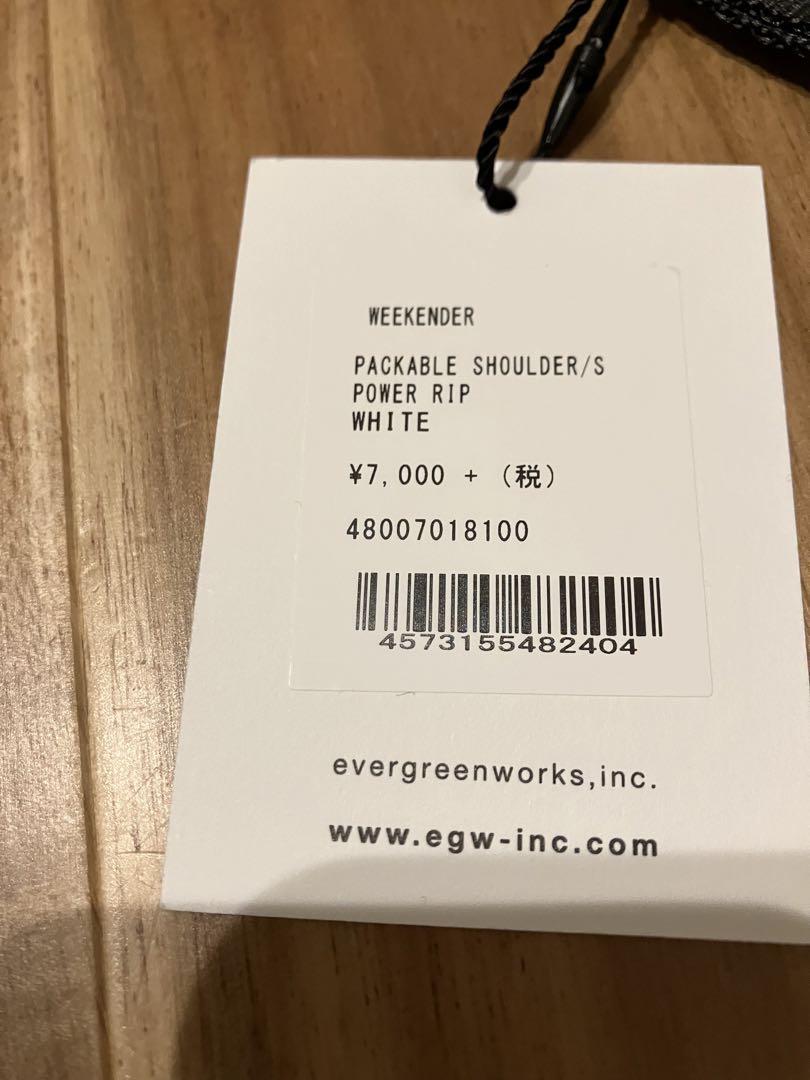 WEEKENDER
PACKABLE SHOULDER/S
POWER RIP
WHITE
¥7,000 + (税)
48007018100
4573155482404
evergreenworks,inc.
www.egw-inc.com